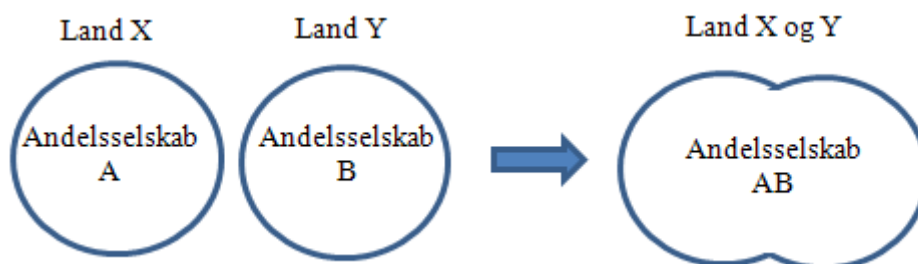 Land X
Land Y
Land X og Y
Andelsselskab
A
Andelsselskab
B
Andelsselskab
AB